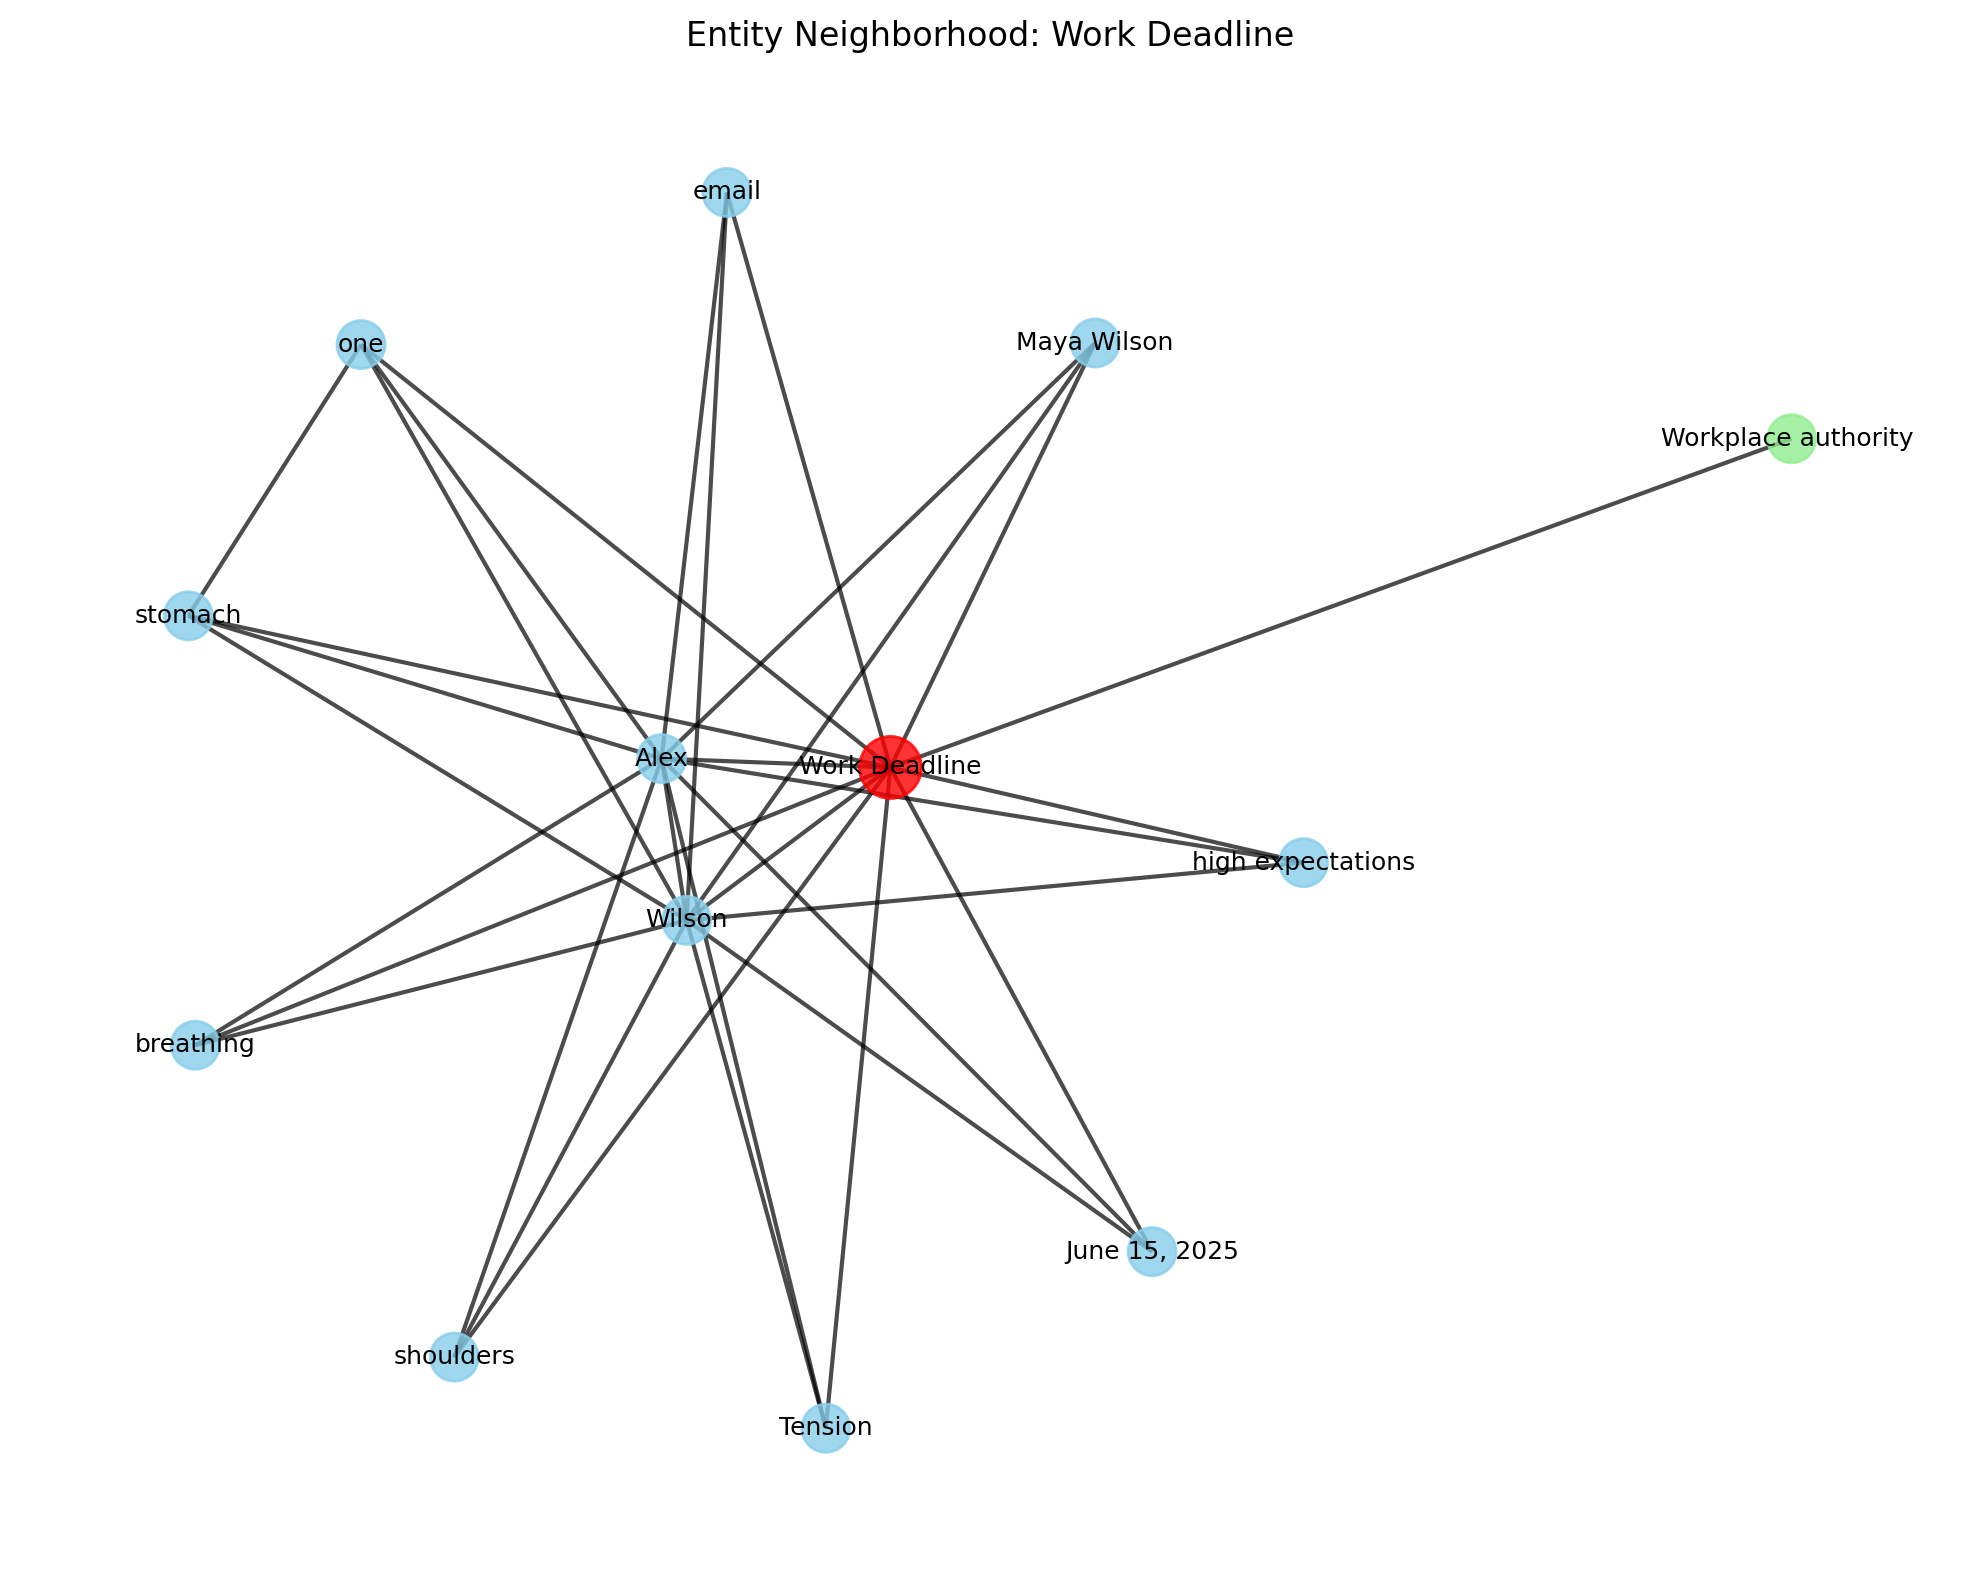 Entity Neighborhood: Work Deadline
email
one
Maya Wilson
Workplace authority
stomach
Alex
Work Deadline
high expectations
Wilson
breathing
June 15, 2025
shoulders
Tension